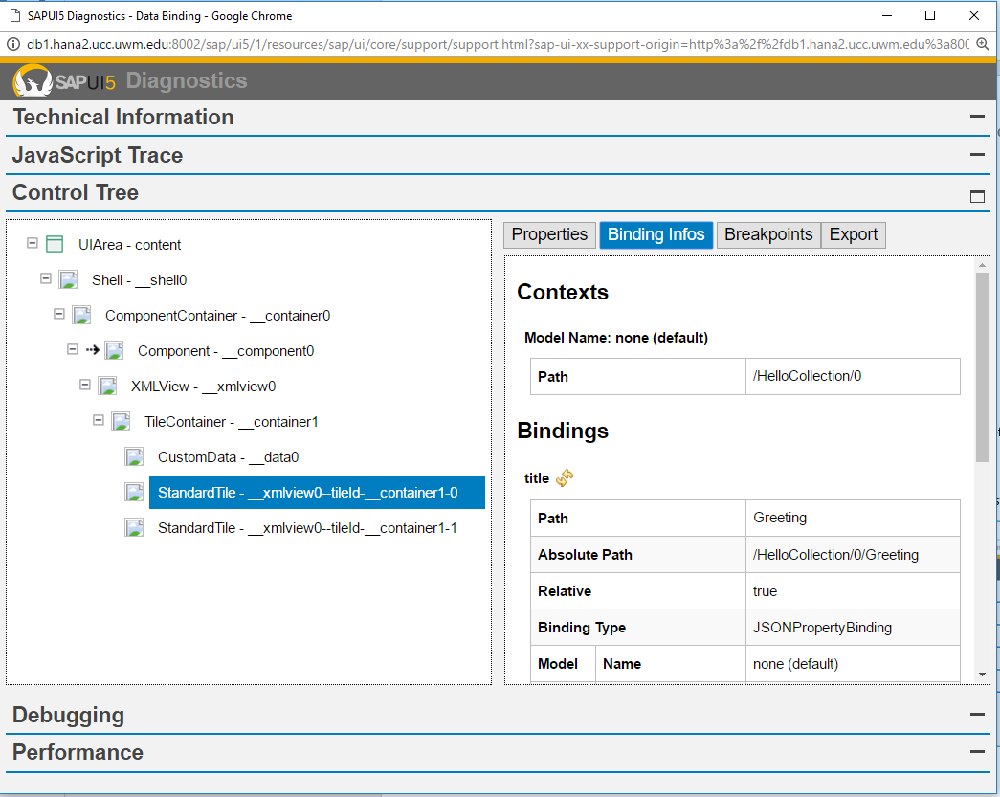 SAPUI5 Diagnostics - Data Binding - Google Chrome
db1.hana2.ucc.uwm.edu:8002/sap/ui5/1/resources/sap/ui/core/support/support.html?sap-ui-xx-support-origin=http%3a%2f%2fdb1.hana2.ucc.uwm.edu%3a800
SAPUI5 Diagnostics
Technical Information
JavaScript Trace
Control Tree
UIArea - content
Shell - __shell0
ComponentContainer - __container0
Component - __component0
XMLView - __xmlview0
TileContainer - __container1
CustomData - __data0
StandardTile - __xmlview0--tileId-__container1-0
StandardTile - __xmlview0--tileId-__container1-1
Properties Binding Infos Breakpoints Export
Contexts
Model Name: none (default)
Path /HelloCollection/0
Bindings
title
Path Greeting
Absolute Path /HelloCollection/0/Greeting
Relative true
Binding Type JSONPropertyBinding
Model Name none (default)
Debugging
Performance